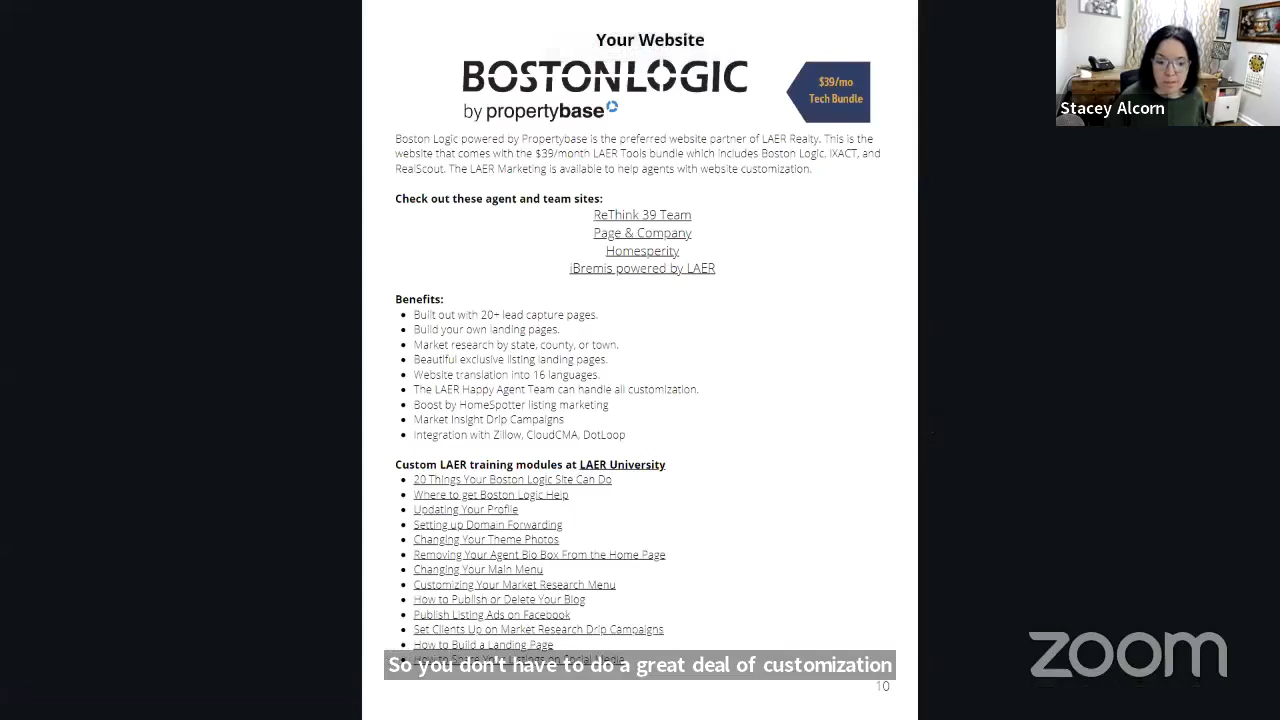 Your Website
BOSTONLOGIC
by propertybase
$39/mo
Tech Bundle
Stacey Alcorn
Boston Logic powered by Propertybase is the preferred website partner of LAER Realty. This is the
website that comes with the $39/month LAER Tools bundle which includes Boston Logic, IXACT, and
RealScout. The LAER Marketing is available to help agents with website customization.
Check out these agent and team sites:
ReThink 39 Team
Page & Company
Homesperity
iBremis powered by LAER
Benefits:
• Built out with 20+ lead capture pages.
• Build your own landing pages.
• Market research by state, county, or town.
• Beautiful exclusive listing landing pages.
• Website translation into 16 languages.
• The LAER Happy Agent Team can handle all customization.
• Boost by HomeSpotter listing marketing
• Market Insight Drip Campaigns
• Integration with Zillow, CloudCMA, DotLoop
Custom LAER training modules at LAER University
• 20 Things Your Boston Logic Site Can Do
• Where to get Boston Logic Help
• Updating Your Profile
• Setting up Domain Forwarding
• Changing Your Theme Photos
• Removing Your Agent Bio Box From the Home Page
• Changing Your Main Menu
• Customizing Your Market Research Menu
• How to Publish or Delete Your Blog
• Publish Listing Ads on Facebook
• Set Clients Up on Market Research Drip Campaigns
• How to Build a Landing Page
• How to Share Your Listings on Social Media
So you don't have to do a great deal of customization
10
zoom